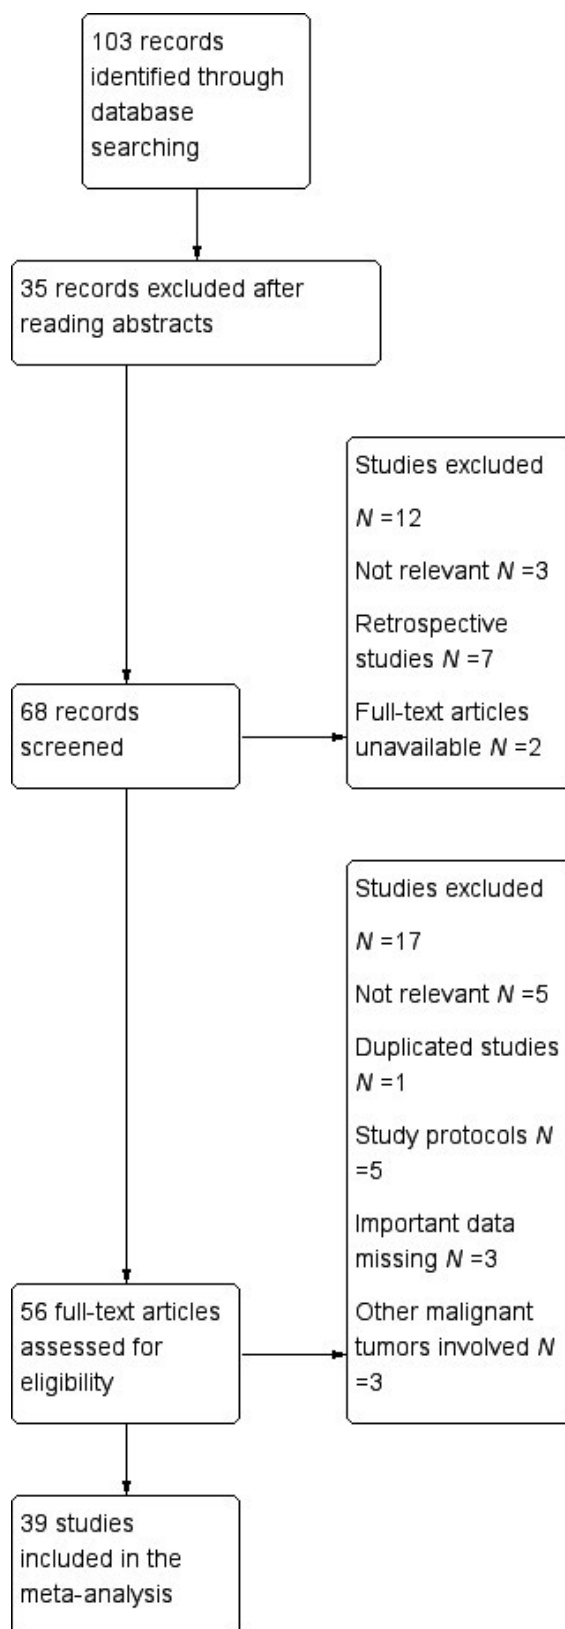 103 records
identified through
database
searching
35 records excluded after
reading abstracts
Studies excluded
N =12
Not relevant N =3
Retrospective
studies N =7
Full-text articles
unavailable N =2
68 records
screened
Studies excluded
N =17
Not relevant N =5
Duplicated studies
N =1
Study protocols N
=5
Important data
missing N =3
Other malignant
tumors involved N
=3
56 full-text articles
assessed for
eligibility
39 studies
included in the
meta-analysis